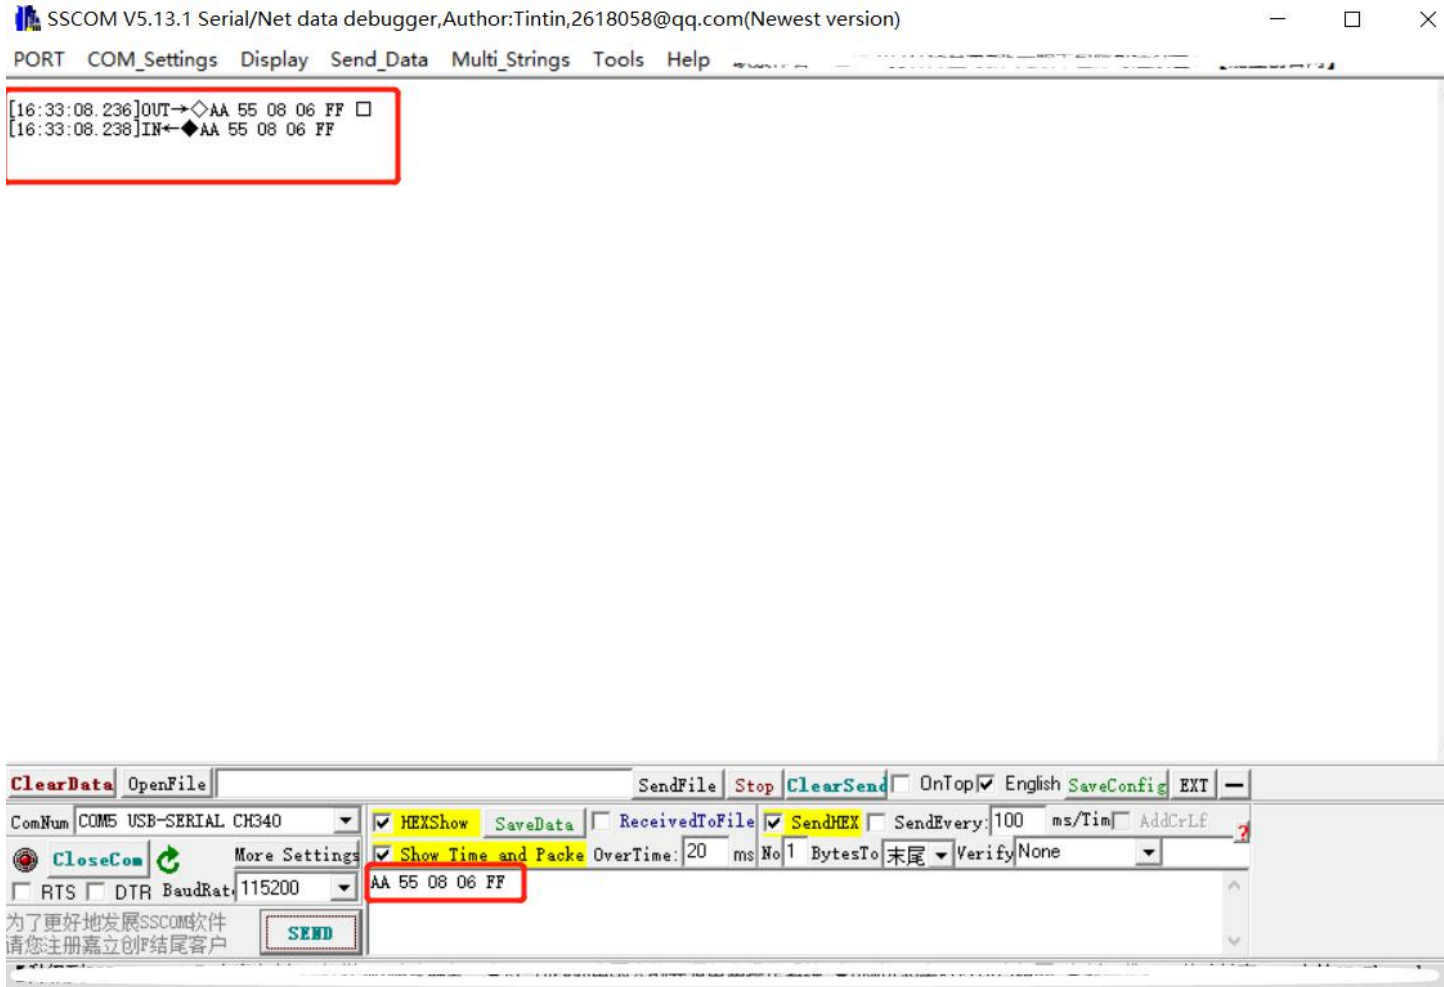 SSCOM V5.13.1 Serial/Net data debugger,Author:Tintin,2618058@qq.com(Newest version)
PORT COM_Settings Display Send_Data Multi_Strings Tools Help
[16:33:08.236]OUT→◇AA 55 08 06 FF □
[16:33:08.238]IN←◆AA 55 08 06 FF
ClearData OpenFile SendFile Stop ClearSend OnTop English SaveConfig EXT —
ComNum COM5 USB-SERIAL CH340 HEXShow SaveData ReceivedToFile SendHEX SendEvery: 100 ms/Tim AddCrLf ?
CloseCom More Settings Show Time and Packe OverTime: 20 ms No 1 BytesTo 末尾 Verify None
RTS DTR BaudRat 115200 AA 55 08 06 FF
为了更好地发展SSCOM软件
请您注册嘉立创F结尾客户
SEND